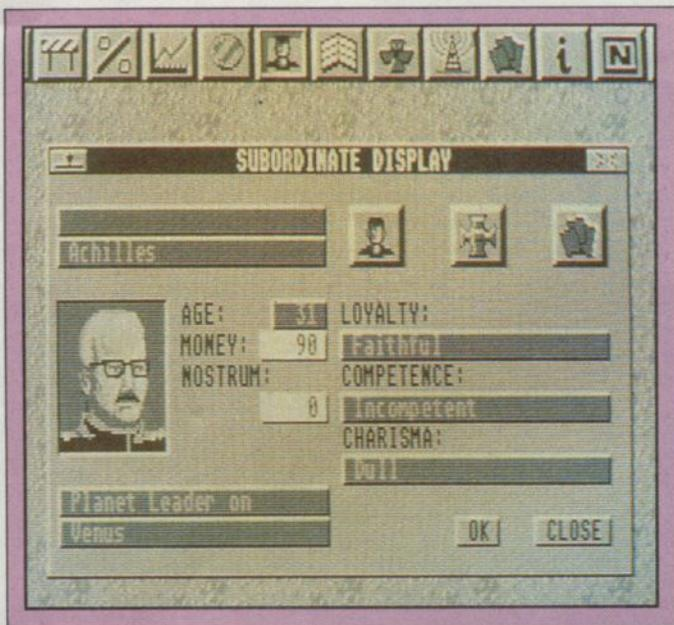 % i N
SUBORDINATE DISPLAY
Achilles
AGE: 31 LOYALTY:
MONEY: 90 Faithful
NOSTRUM: COMPETENCE:
0 Incompetent
CHARISMA:
Dull
Planet Leader on
Venus OK CLOSE